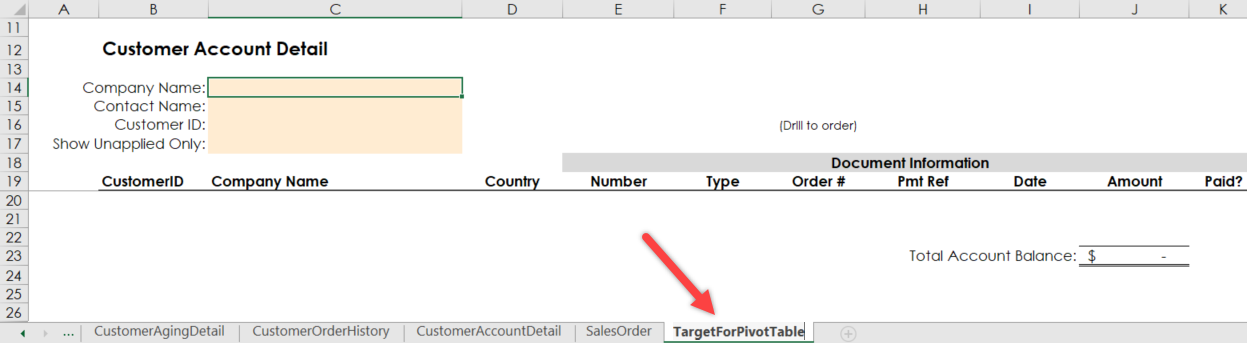 A B C D E F G H I J K
11
12 Customer Account Detail
13
14 Company Name:
15 Contact Name:
16 Customer ID: (Drill to order)
17 Show Unapplied Only:
18 Document Information
19 CustomerID Company Name Country Number Type Order # Pmt Ref Date Amount Paid?
20
21
22
23 Total Account Balance: $ -
24
25
26
... CustomerAgingDetail CustomerOrderHistory CustomerAccountDetail SalesOrder TargetForPivotTable